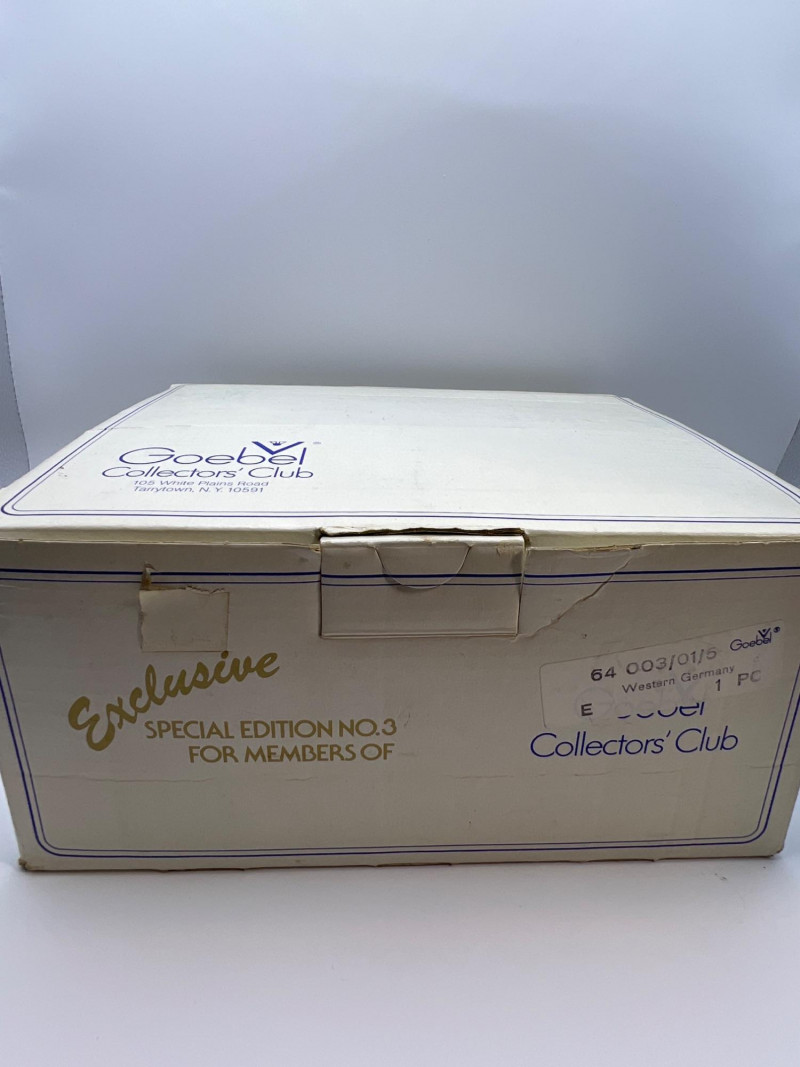 Goebel ®
Collectors' Club
105 White Plains Road
Tarrytown, N.Y. 10591
Exclusive
SPECIAL EDITION NO. 3
FOR MEMBERS OF
Goebel ®
64 003/01/5
Western Germany
E 1 PC
Goebel
Collectors' Club